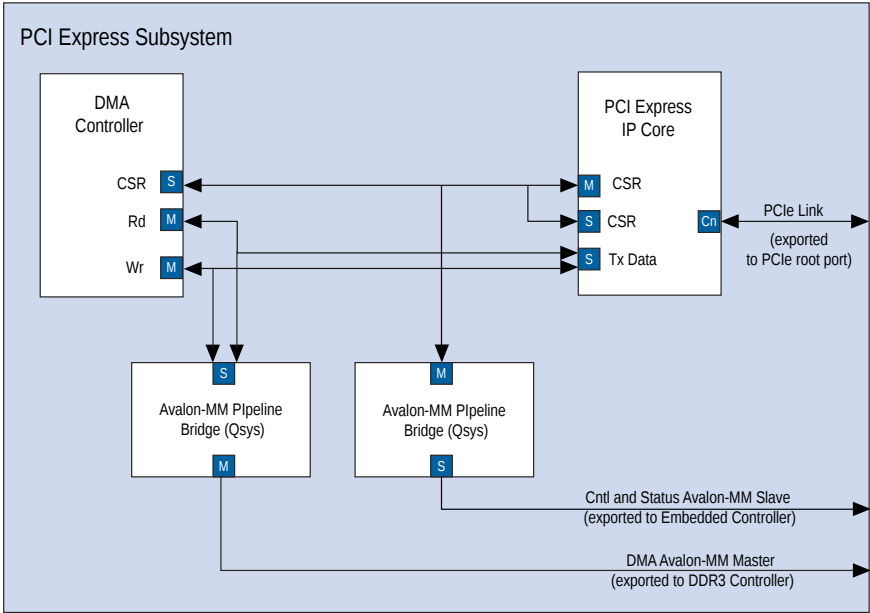 PCI Express Subsystem
DMA
Controller
CSR S
Rd M
Wr M
PCI Express
IP Core
M CSR
S CSR
S Tx Data
Cn
PCIe Link
(exported
to PCIe root port)
S
Avalon-MM PIpeline
Bridge (Qsys)
M
M
Avalon-MM PIpeline
Bridge (Qsys)
S
Cntl and Status Avalon-MM Slave
(exported to Embedded Controller)
DMA Avalon-MM Master
(exported to DDR3 Controller)